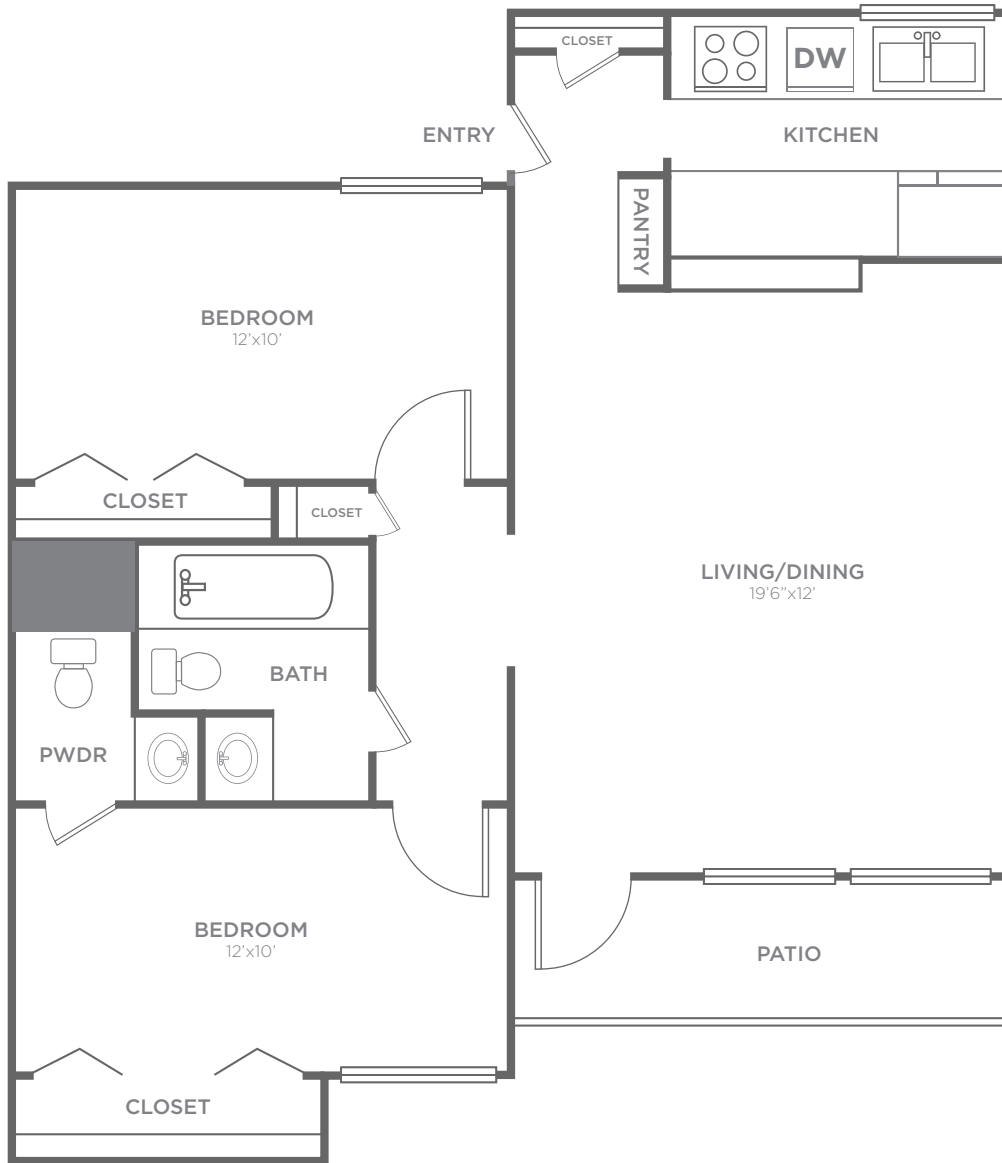 CLOSET
DW
ENTRY
KITCHEN
PANTRY
BEDROOM
12'x10'
CLOSET
CLOSET
LIVING/DINING
19'6"x12'
BATH
PWDR
BEDROOM
12'x10'
PATIO
CLOSET